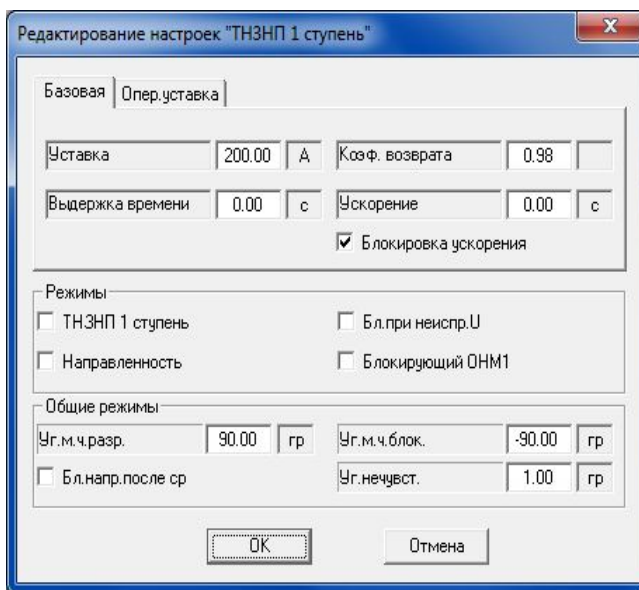 Редактирование настроек "ТНЗНП 1 ступень"
Базовая Опер.уставка
Уставка 200.00 А Коэф. возврата 0.98
Выдержка времени 0.00 с Ускорение 0.00 с
Блокировка ускорения
Режимы
ТНЗНП 1 ступень Бл.при неиспр.U
Направленность Блокирующий ОНМ1
Общие режимы
Уг.м.ч.разр. 90.00 гр Уг.м.ч.блок. -90.00 гр
Бл.напр.после ср Уг.нечувст. 1.00 гр
OK Отмена